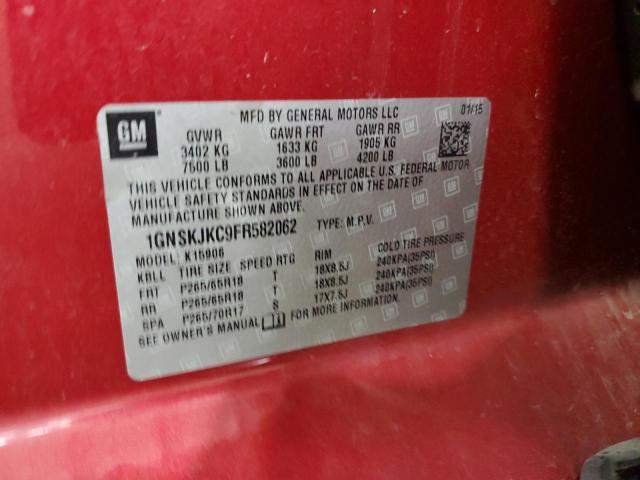 GM
MFD BY GENERAL MOTORS LLC 01/15
GVWR GAWR FRT GAWR RR
3402 KG 1633 KG 1905 KG
7500 LB 3600 LB 4200 LB
THIS VEHICLE CONFORMS TO ALL APPLICABLE U.S. FEDERAL MOTOR
VEHICLE SAFETY STANDARDS IN EFFECT ON THE DATE OF
MANUFACTURE SHOWN ABOVE.
1GNSKJKC9FR582062 TYPE: M.P.V.
MODEL: K15906
KBLL TIRE SIZE SPEED RTG RIM COLD TIRE PRESSURE
FRT P265/65R18 T 18X8.5J 240KPA(35PSI)
RR P265/65R18 T 18X8.5J 240KPA(35PSI)
SPA P265/70R17 S 17X7.5J 240KPA(35PSI)
SEE OWNER'S MANUAL FOR MORE INFORMATION.